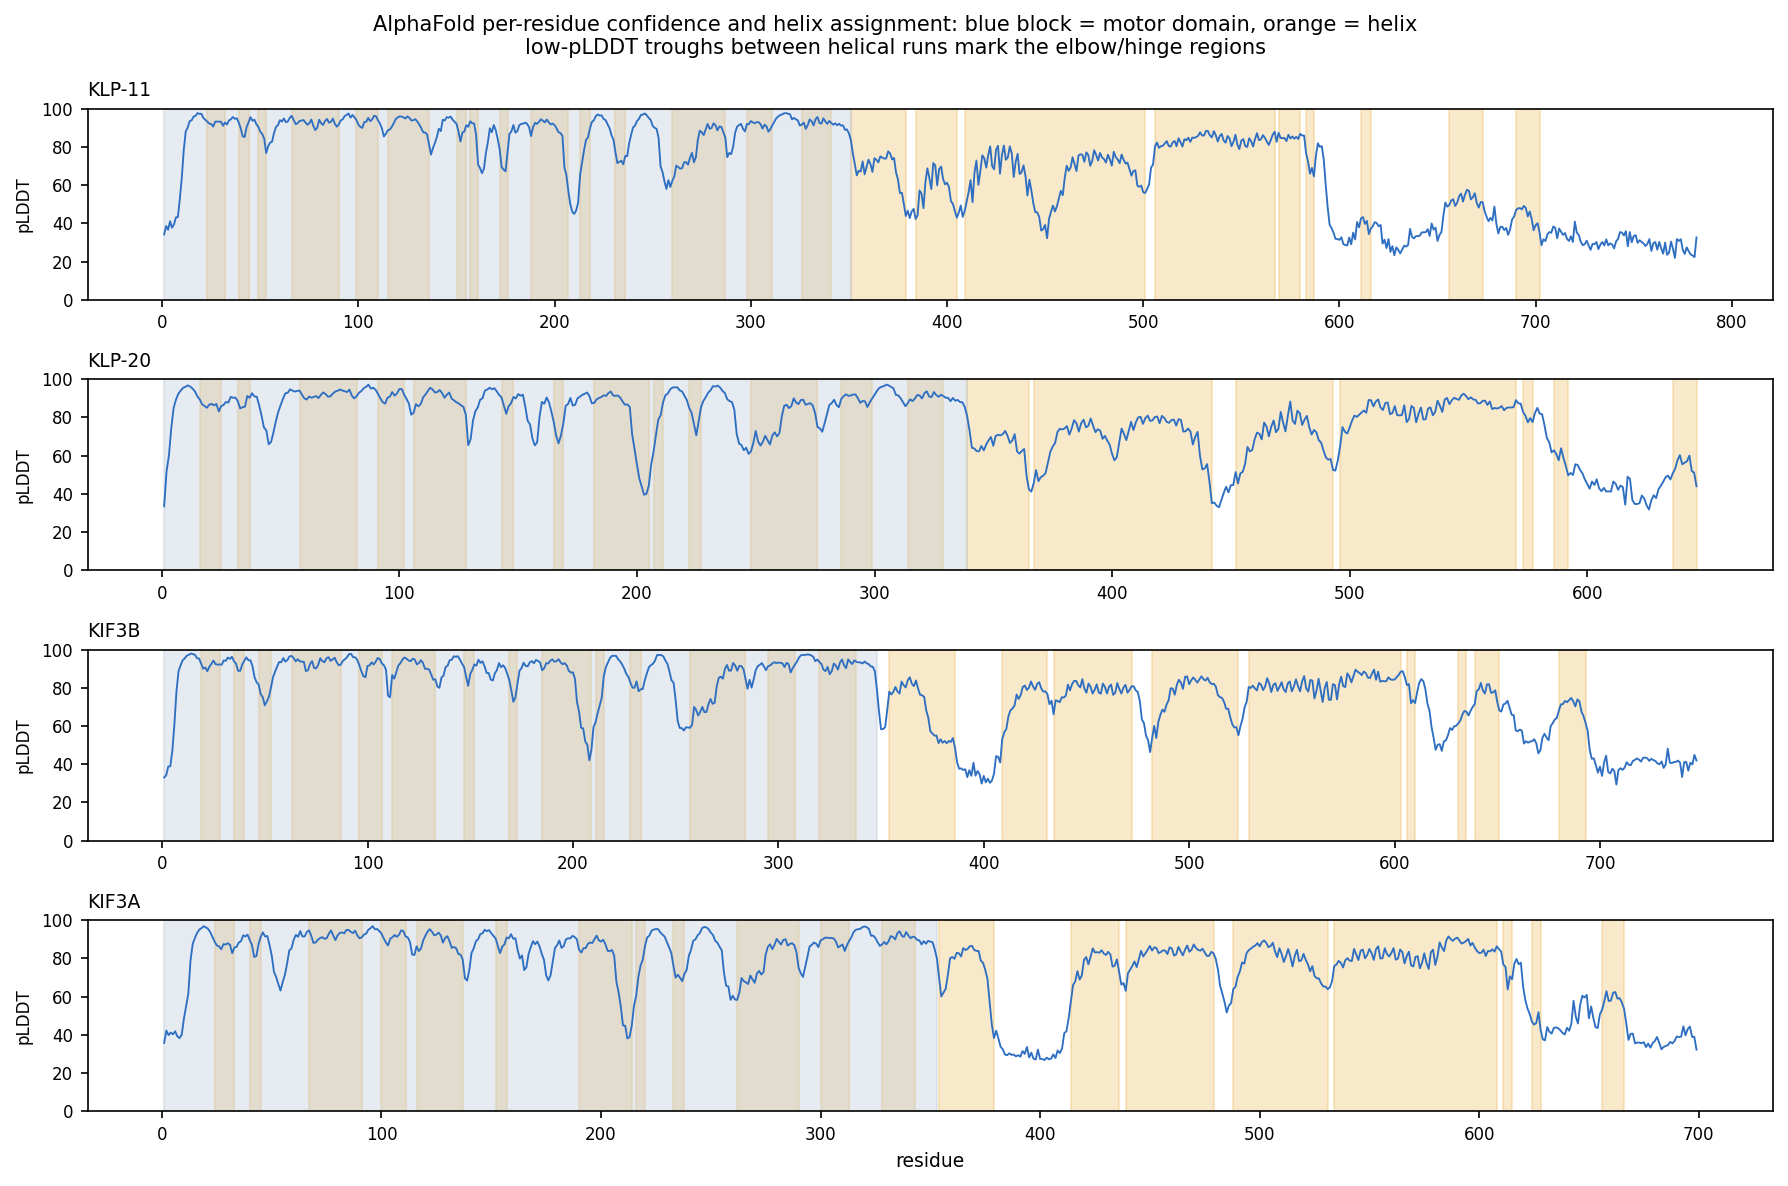 AlphaFold per-residue confidence and helix assignment: blue block = motor domain, orange = helix
low-pLDDT troughs between helical runs mark the elbow/hinge regions
KLP-11
pLDDT
100
80
60
40
20
0
0 100 200 300 400 500 600 700 800
KLP-20
pLDDT
100
80
60
40
20
0
0 100 200 300 400 500 600
KIF3B
pLDDT
100
80
60
40
20
0
0 100 200 300 400 500 600 700
KIF3A
pLDDT
100
80
60
40
20
0
0 100 200 300 400 500 600 700
residue